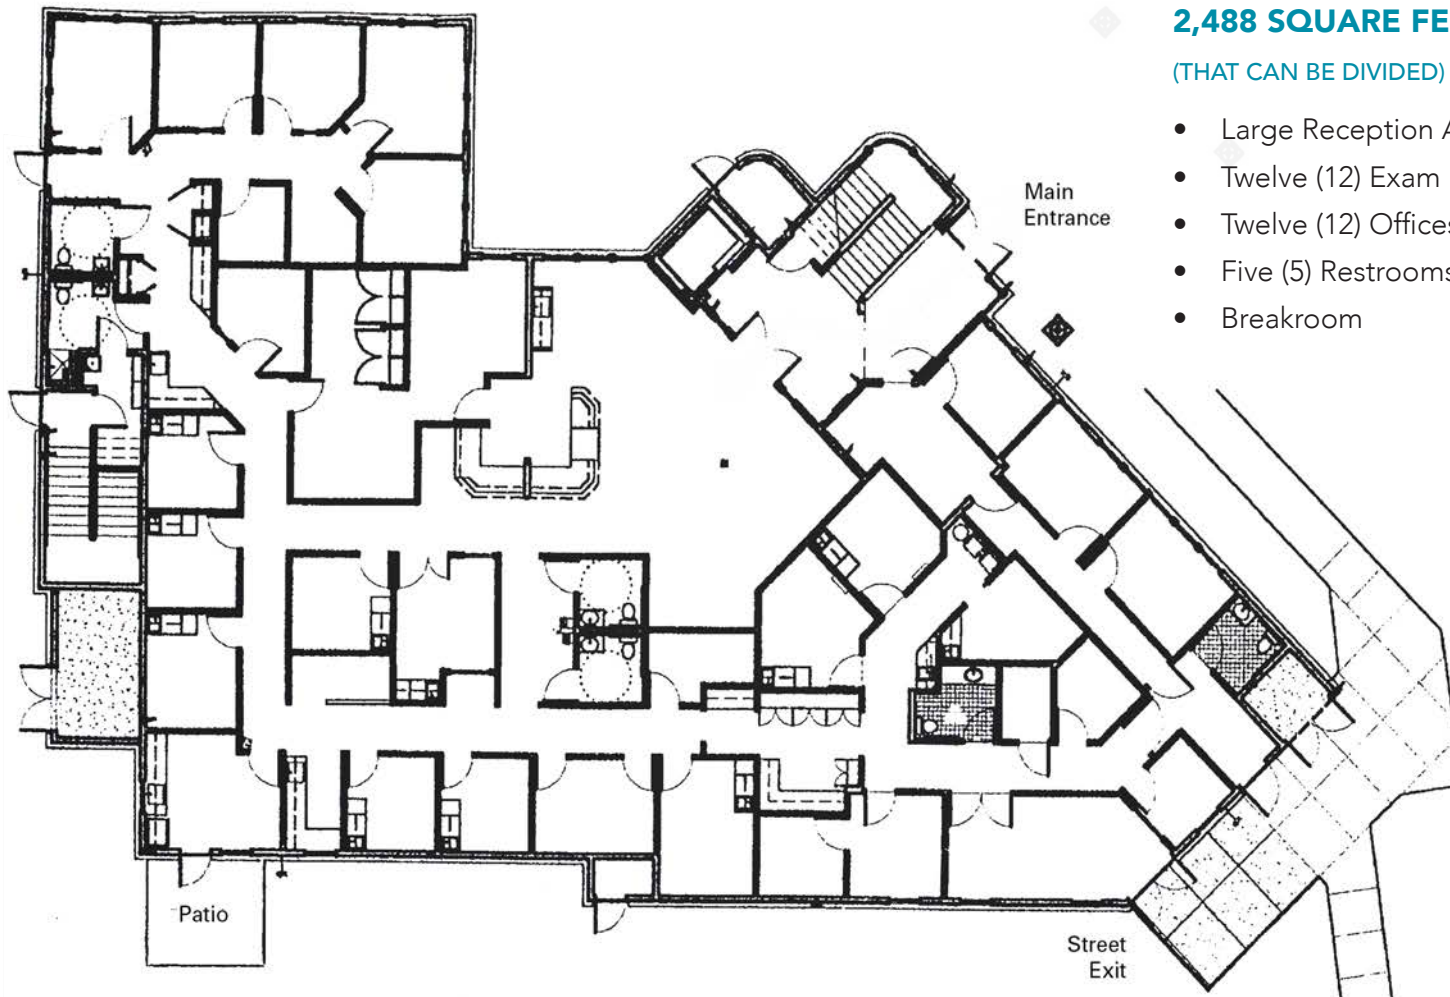 2,488 SQUARE FE
(THAT CAN BE DIVIDED)
• Large Reception A
• Twelve (12) Exam
• Twelve (12) Offices
• Five (5) Restrooms
• Breakroom
Main
Entrance
Patio
Street
Exit